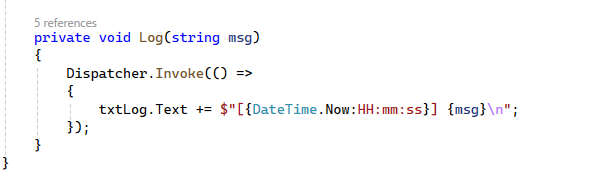 5 references
private void Log(string msg)
{
Dispatcher.Invoke(() =>
{
txtLog.Text += $"[{DateTime.Now:HH:mm:ss}] {msg}\n";
});
}
}